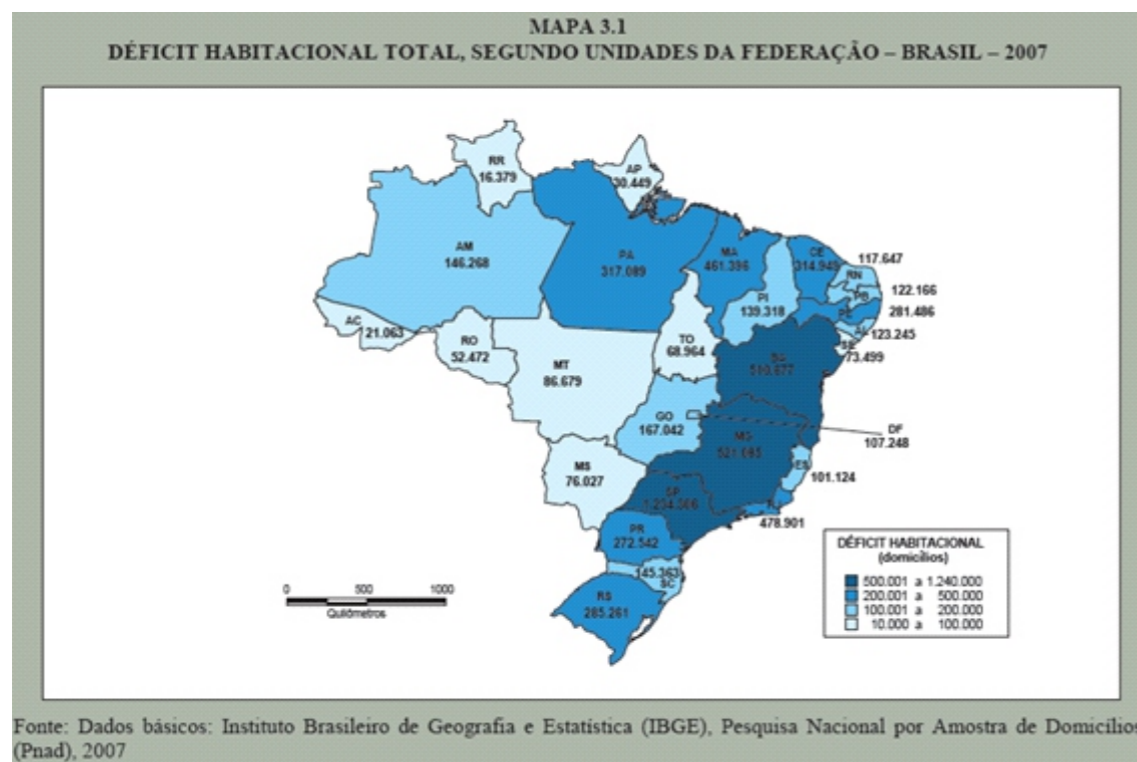 MAPA 3.1
DÉFICIT HABITACIONAL TOTAL, SEGUNDO UNIDADES DA FEDERAÇÃO – BRASIL – 2007
RR
16.379
AP
30.449
AM
146.268
PA
317.089
MA
461.396
CE
314.949
117.647
RN
PI
139.318
PB
122.166
PE
281.486
AL
123.245
SE
73.499
AC
21.063
RO
52.472
TO
68.964
MT
86.679
BA
GO
167.042
DF
107.248
MG
MS
76.027
ES
101.124
SP
RJ
478.901
PR
272.542
145.363
SC
RS
285.261
0 500 1000
Quilômetros
DÉFICIT HABITACIONAL
(domicílios)
500.001 a 1.240.000
200.001 a 500.000
100.001 a 200.000
10.000 a 100.000
Fonte: Dados básicos: Instituto Brasileiro de Geografia e Estatística (IBGE), Pesquisa Nacional por Amostra de Domicílios
(Pnad), 2007